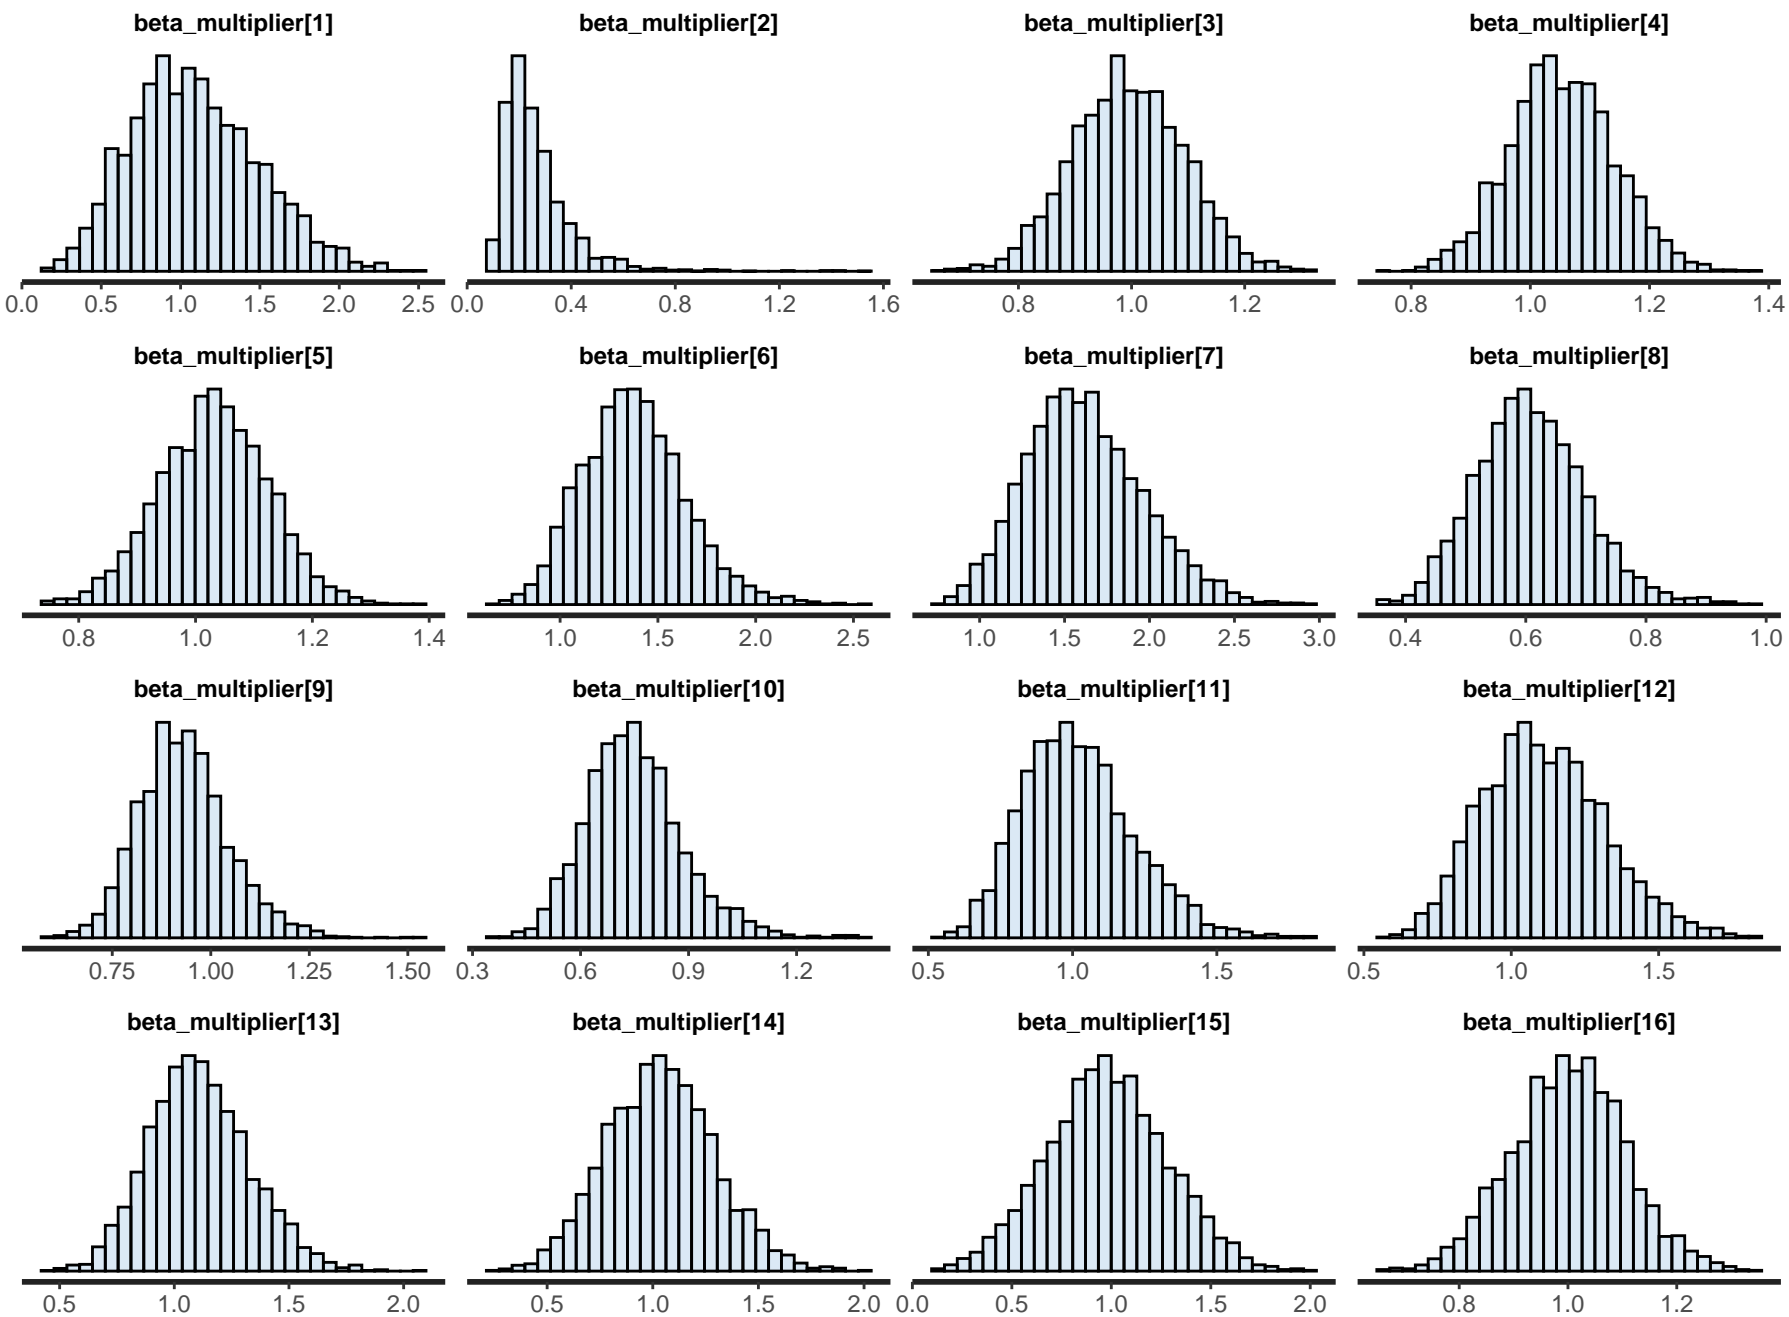 beta_multiplier[1] beta_multiplier[2] beta_multiplier[3] beta_multiplier[4]
0.0 0.5 1.0 1.5 2.0 2.5 0.0 0.4 0.8 1.2 1.6 0.8 1.0 1.2 0.8 1.0 1.2 1.4
beta_multiplier[5] beta_multiplier[6] beta_multiplier[7] beta_multiplier[8]
0.8 1.0 1.2 1.4 1.0 1.5 2.0 2.5 1.0 1.5 2.0 2.5 3.0 0.4 0.6 0.8 1.0
beta_multiplier[9] beta_multiplier[10] beta_multiplier[11] beta_multiplier[12]
0.75 1.00 1.25 1.50 0.3 0.6 0.9 1.2 0.5 1.0 1.5 0.5 1.0 1.5
beta_multiplier[13] beta_multiplier[14] beta_multiplier[15] beta_multiplier[16]
0.5 1.0 1.5 2.0 0.5 1.0 1.5 2.0 0.0 0.5 1.0 1.5 2.0 0.8 1.0 1.2